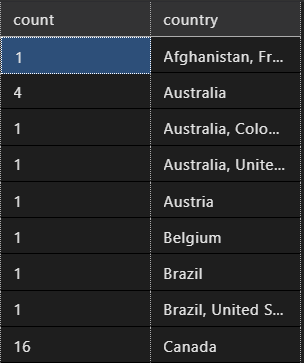 count country
1 Afghanistan, Fr...
4 Australia
1 Australia, Colo...
1 Australia, Unite...
1 Austria
1 Belgium
1 Brazil
1 Brazil, United S...
16 Canada